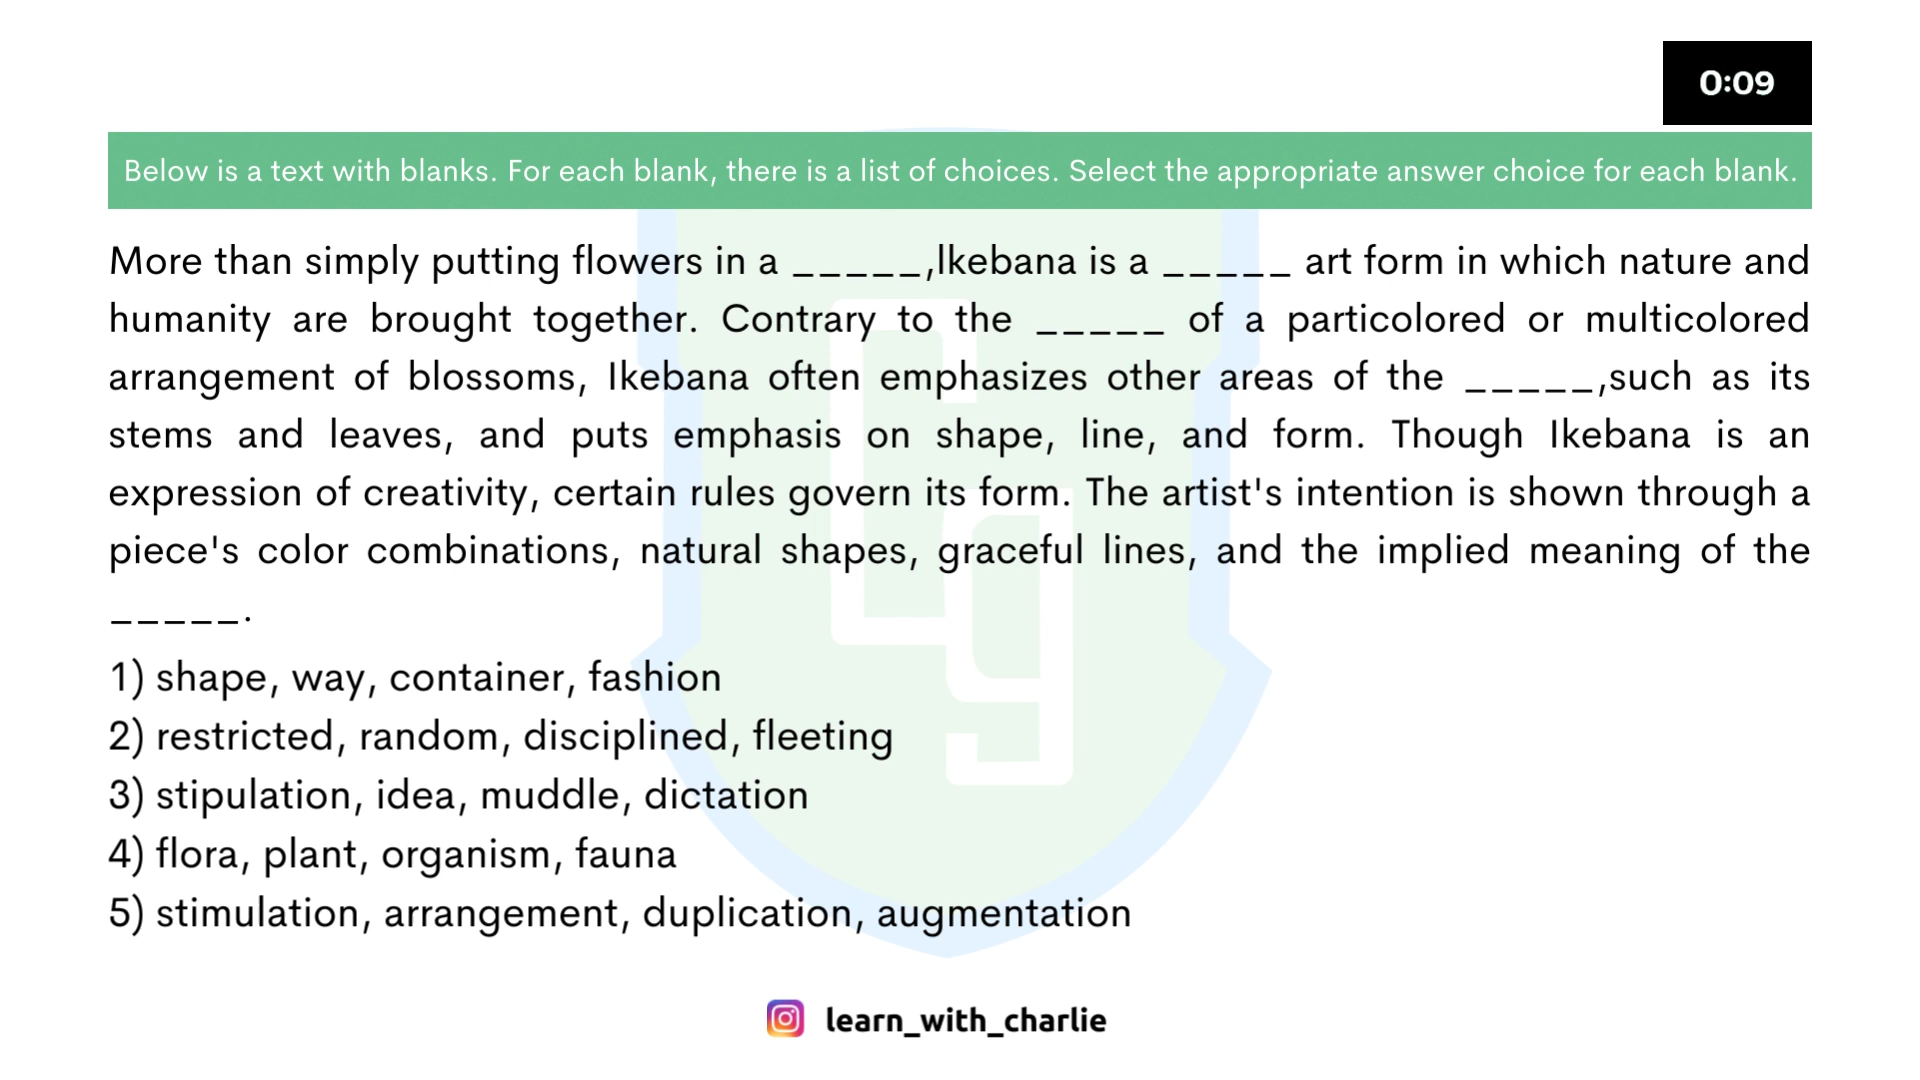 0:09
Below is a text with blanks. For each blank, there is a list of choices. Select the appropriate answer choice for each blank.
More than simply putting flowers in a _____,Ikebana is a _____ art form in which nature and
humanity are brought together. Contrary to the _____ of a particolored or multicolored
arrangement of blossoms, Ikebana often emphasizes other areas of the _____,such as its
stems and leaves, and puts emphasis on shape, line, and form. Though Ikebana is an
expression of creativity, certain rules govern its form. The artist's intention is shown through a
piece's color combinations, natural shapes, graceful lines, and the implied meaning of the
_____.
1) shape, way, container, fashion
2) restricted, random, disciplined, fleeting
3) stipulation, idea, muddle, dictation
4) flora, plant, organism, fauna
5) stimulation, arrangement, duplication, augmentation
learn_with_charlie